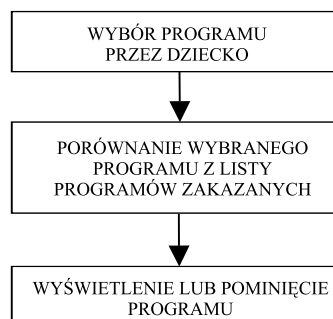 WYBÓR PROGRAMU
PRZEZ DZIECKO
PORÓWNANIE WYBRANEGO
PROGRAMU Z LISTY
PROGRAMÓW ZAKAZANYCH
WYŚWIETLENIE LUB POMINIĘCIE
PROGRAMU